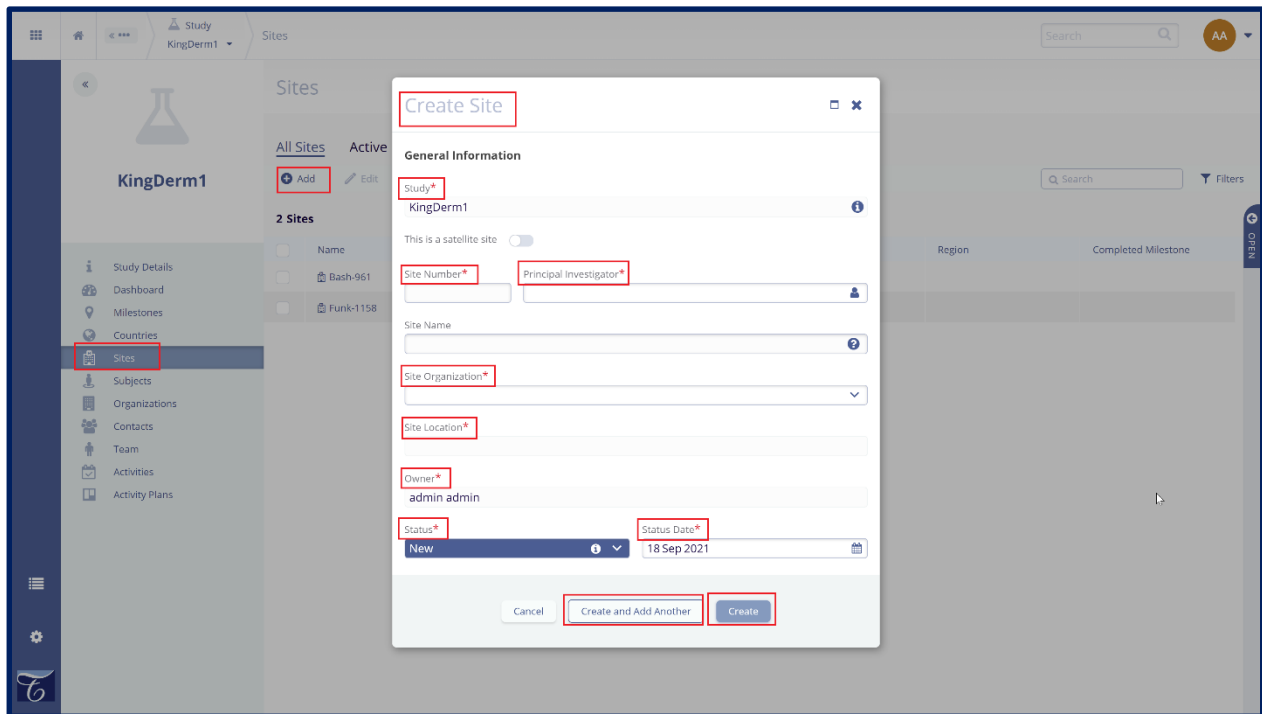 Study
KingDerm1
Sites
Search
AA
Sites
All Sites Active
Add Edit
Search
Filters
2 Sites
Name Region Completed Milestone
Bash-961
Funk-1158
OPEN
KingDerm1
Study Details
Dashboard
Milestones
Countries
Sites
Subjects
Organizations
Contacts
Team
Activities
Activity Plans
Create Site
General Information
Study*
KingDerm1
This is a satellite site
Site Number* Principal Investigator*
Site Name
Site Organization*
Site Location*
Owner*
admin admin
Status* Status Date*
New 18 Sep 2021
Cancel Create and Add Another Create